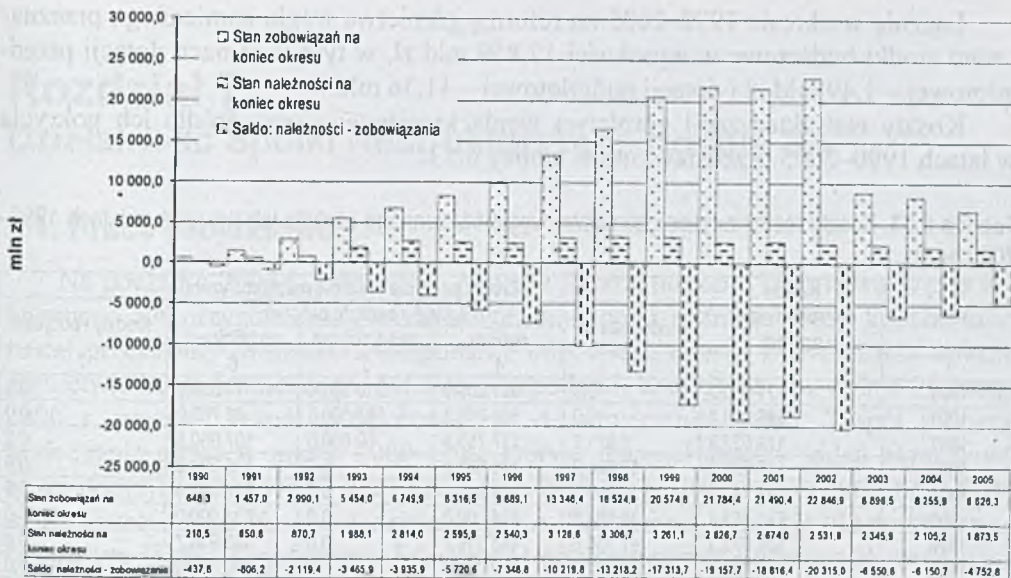 30 000,0
25 000,0
20 000,0
15 000,0
10 000,0
5 000,0
0,0
-5 000,0
-10 000,0
-15 000,0
-20 000,0
-25 000,0
mln zł
Stan zobowiązań na
koniec okresu
Stan należności na
koniec okresu
Saldo: należności - zobowiązania
1990 1991 1992 1993 1994 1995 1996 1997 1998 1999 2000 2001 2002 2003 2004 2005
Stan zobowiązań na koniec okresu 648,3 1 457,0 2 990,1 5 454,0 6 749,9 8 316,5 9 889,1 13 348,4 16 524,9 20 574,8 21 784,4 21 490,4 22 846,9 8 896,5 8 255,9 6 626,3
Stan należności na koniec okresu 210,5 650,8 870,7 1 988,1 2 814,0 2 595,9 2 540,3 3 128,6 3 306,7 3 261,1 2 626,7 2 674,0 2 531,9 2 345,9 2 105,2 1 873,5
Saldo: należności - zobowiązania -437,8 -806,2 -2 119,4 -3 465,9 -3 935,9 -5 720,6 -7 348,8 -10 219,8 -13 218,2 -17 313,7 -19 157,7 -18 816,4 -20 315,0 -6 550,6 -6 150,7 -4 752,8